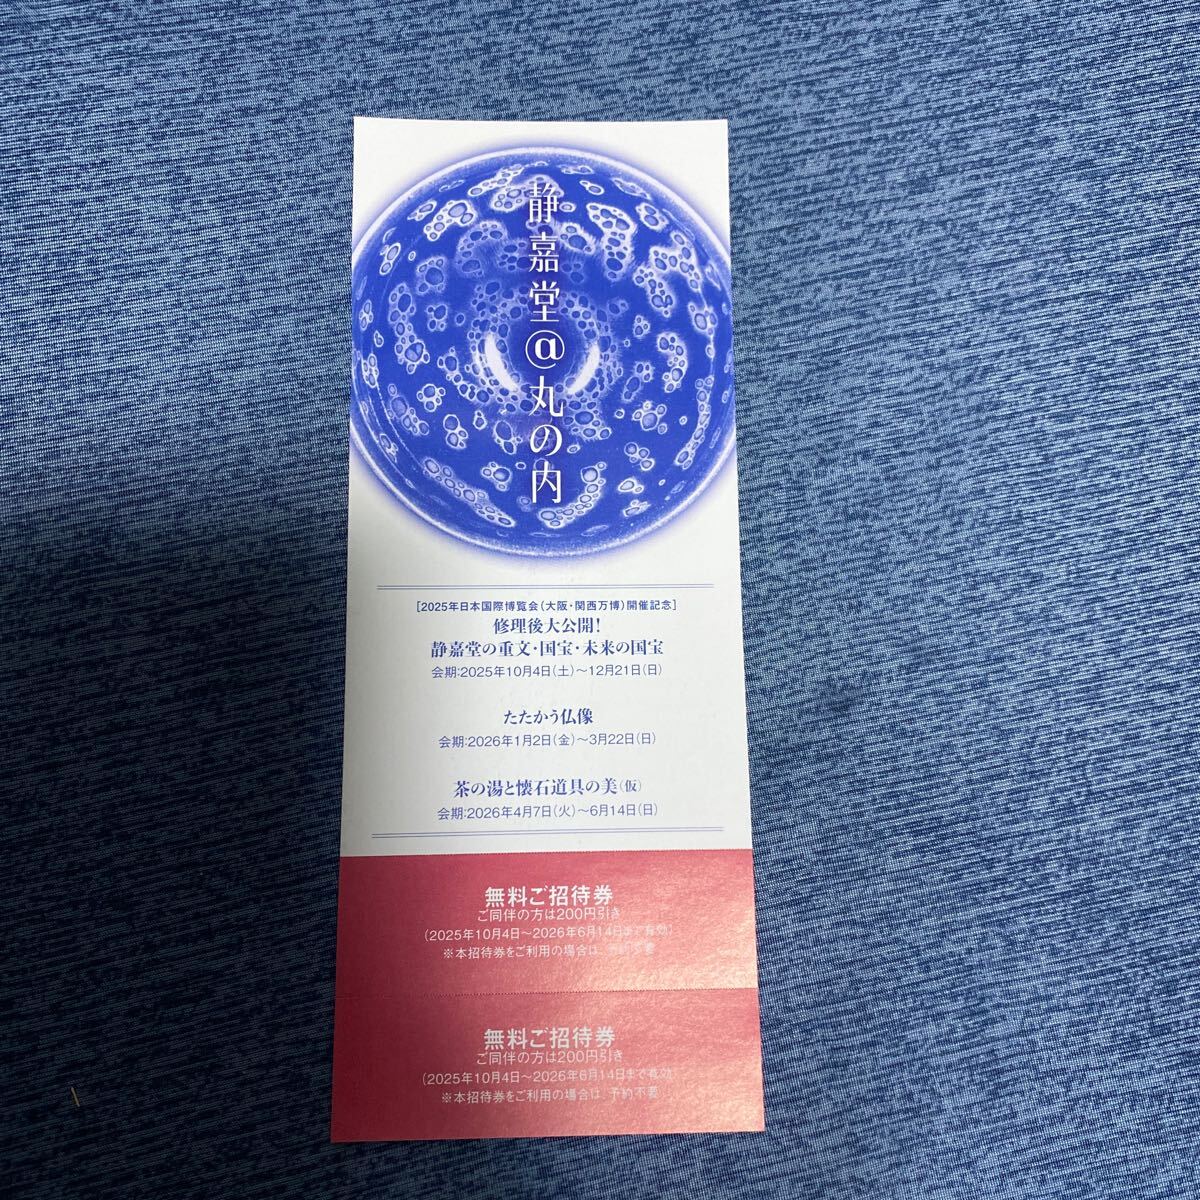 静嘉堂@丸の内
[2025年日本国際博覧会(大阪・関西万博)開催記念]
修理後大公開!
静嘉堂の重文・国宝・未来の国宝
会期:2025年10月4日(土)～12月21日(日)
たたかう仏像
会期:2026年1月2日(金)～3月22日(日)
茶の湯と懐石道具の美(仮)
会期:2026年4月7日(火)～6月14日(日)
無料ご招待券
ご同伴の方は200円引き
(2025年10月4日～2026年6月14日まで有効)
※本招待券をご利用の場合は、予約不要
無料ご招待券
ご同伴の方は200円引き
(2025年10月4日～2026年6月14日まで有効)
※本招待券をご利用の場合は、予約不要